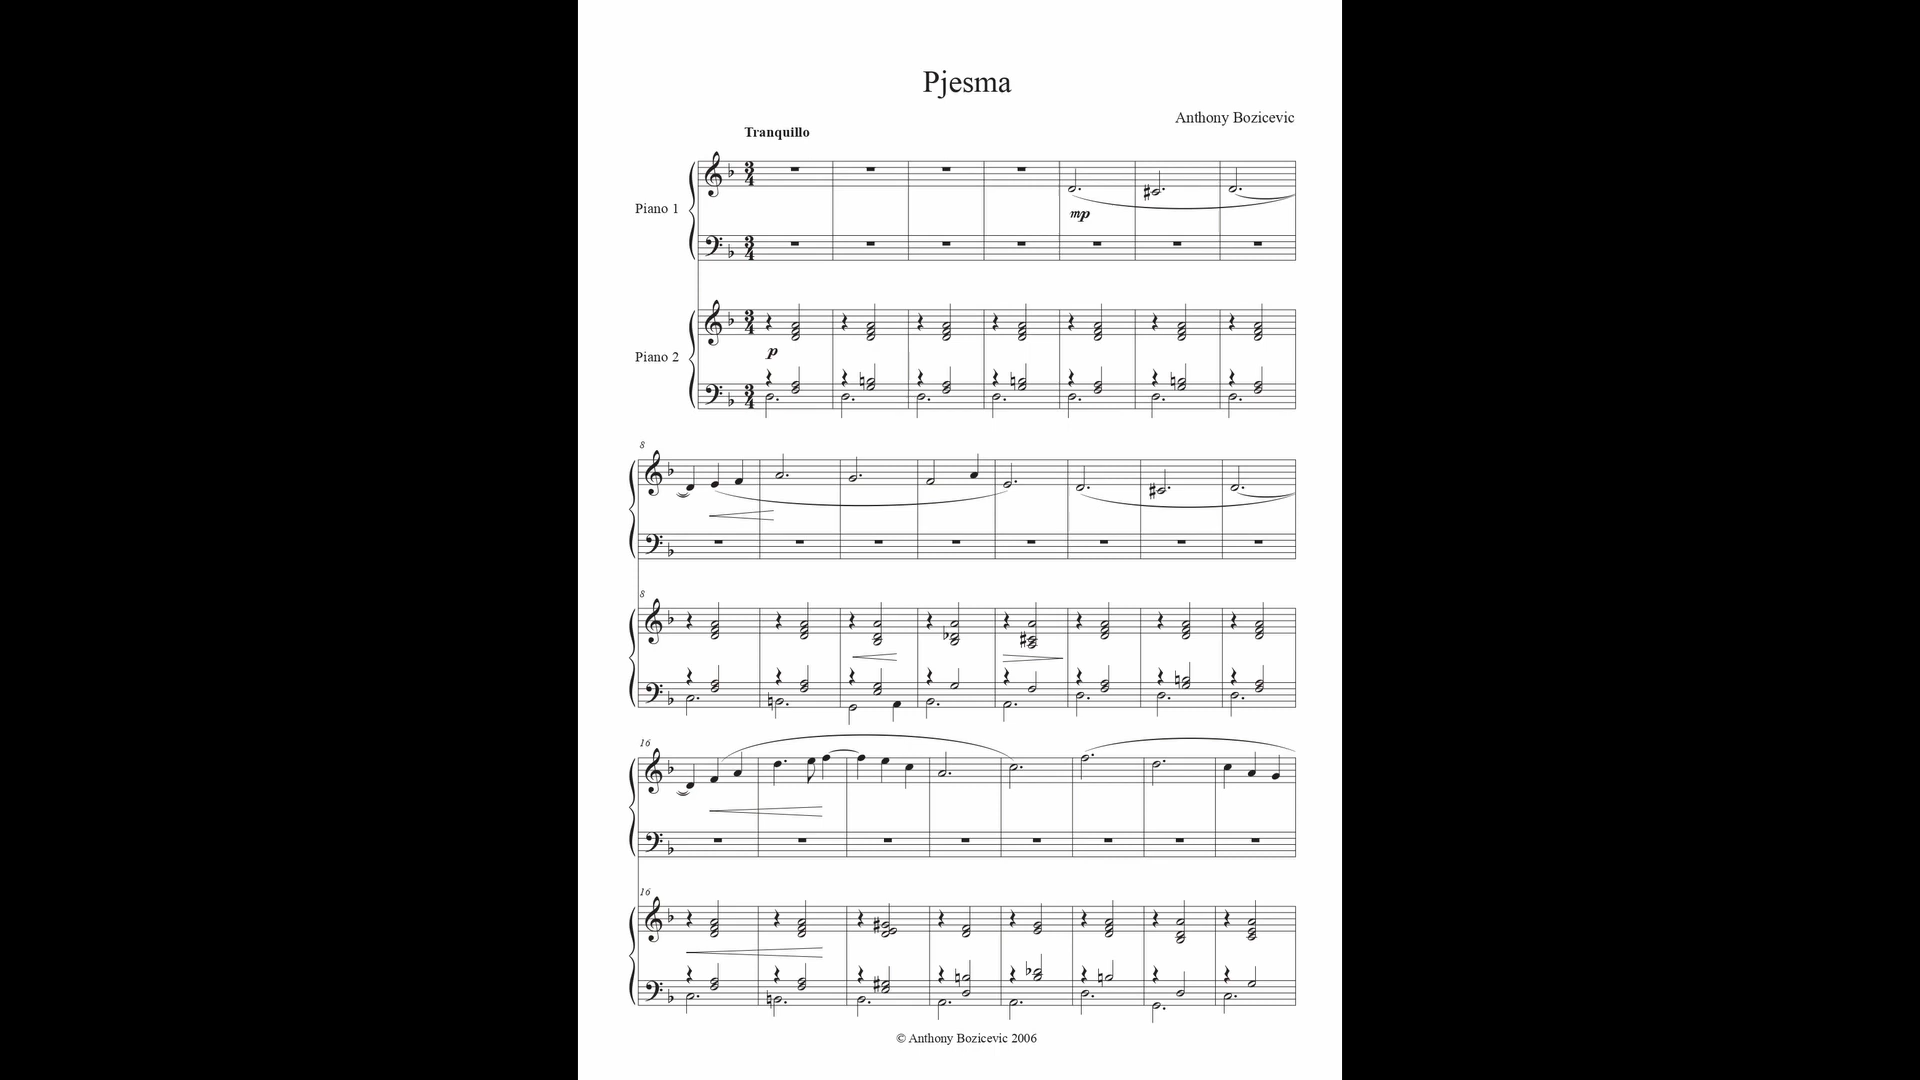 Pjesma
Anthony Bozicevic
Tranquillo
Piano 1
mp
Piano 2
p
8
8
16
16
© Anthony Bozicevic 2006